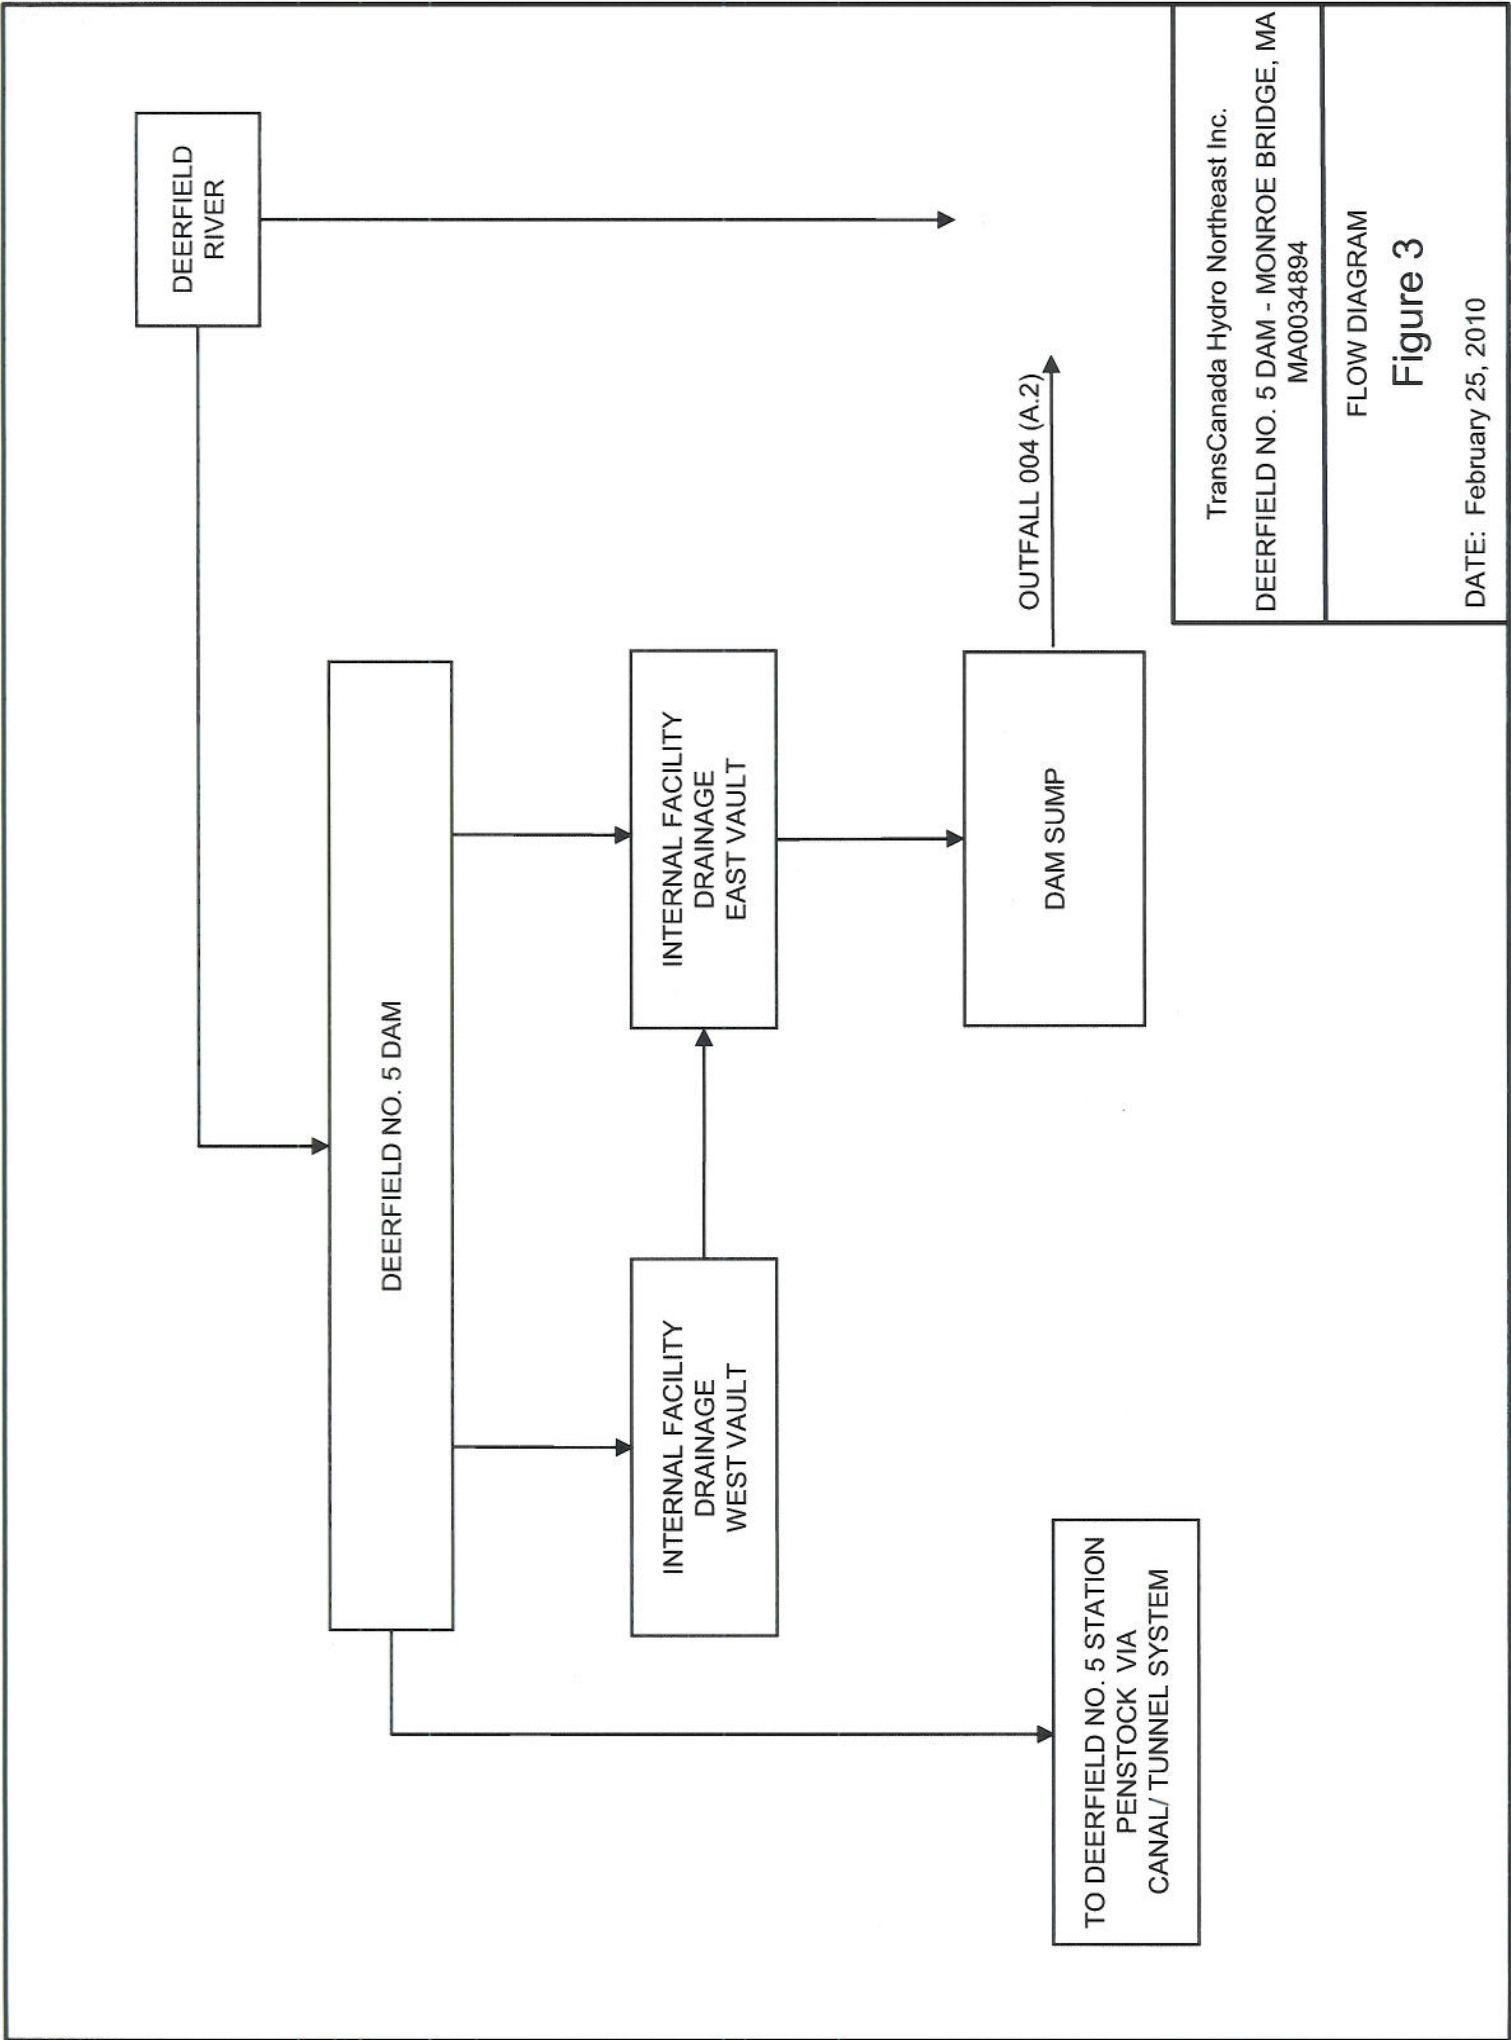 DEERFIELD
RIVER
DEERFIELD NO. 5 DAM
INTERNAL FACILITY
DRAINAGE
WEST VAULT
INTERNAL FACILITY
DRAINAGE
EAST VAULT
TO DEERFIELD NO. 5 STATION
PENSTOCK VIA
CANAL/ TUNNEL SYSTEM
DAM SUMP
OUTFALL 004 (A.2)
TransCanada Hydro Northeast Inc.
DEERFIELD NO. 5 DAM - MONROE BRIDGE, MA
MA0034894
FLOW DIAGRAM
Figure 3
DATE: February 25, 2010